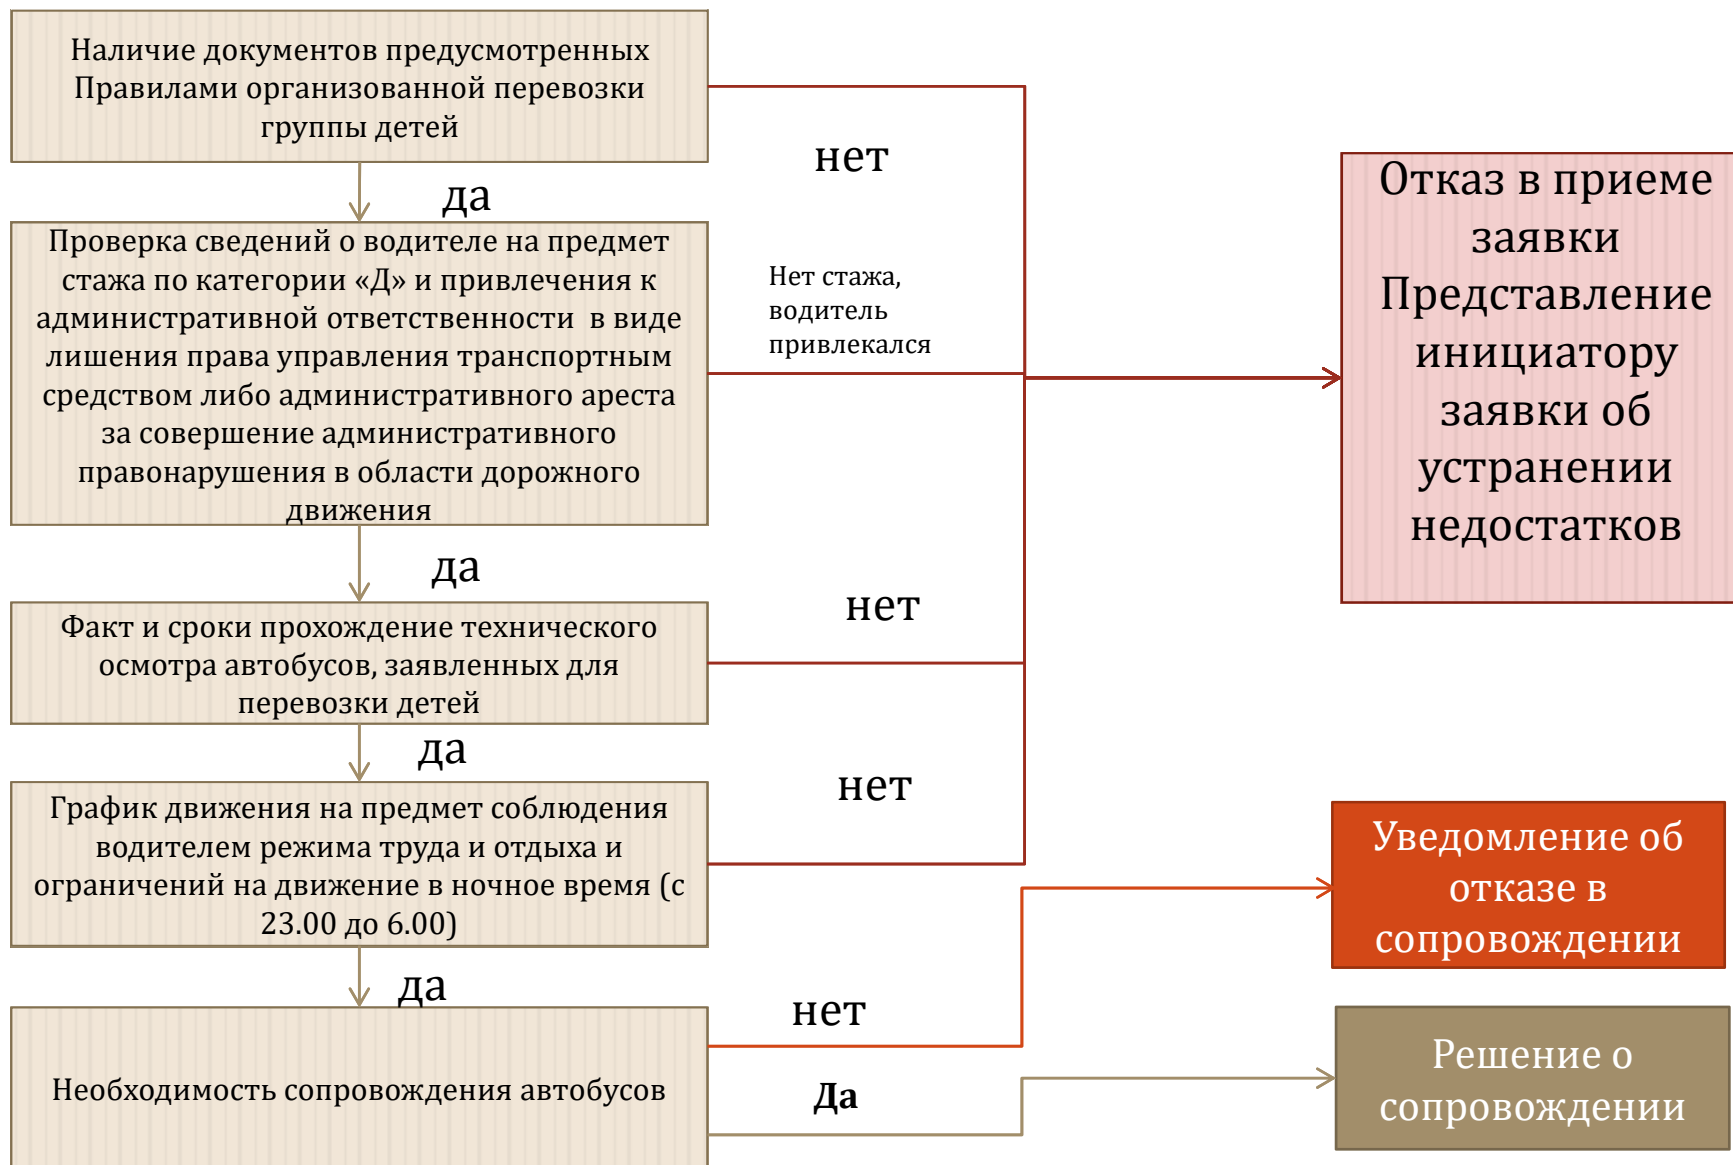 Наличие документов предусмотренных
Правилами организованной перевозки
группы детей
нет
да
Проверка сведений о водителе на предмет
стажа по категории «Д» и привлечения к
административной ответственности в виде
лишения права управления транспортным
средством либо административного ареста
за совершение административного
правонарушения в области дорожного
движения
Нет стажа,
водитель
привлекался
да
Факт и сроки прохождение технического
осмотра автобусов, заявленных для
перевозки детей
нет
да
График движения на предмет соблюдения
водителем режима труда и отдыха и
ограничений на движение в ночное время (с
23.00 до 6.00)
нет
да
Необходимость сопровождения автобусов
нет
Да
Отказ в приеме
заявки
Представление
инициатору
заявки об
устранении
недостатков
Уведомление об
отказе в
сопровождении
Решение о
сопровождении